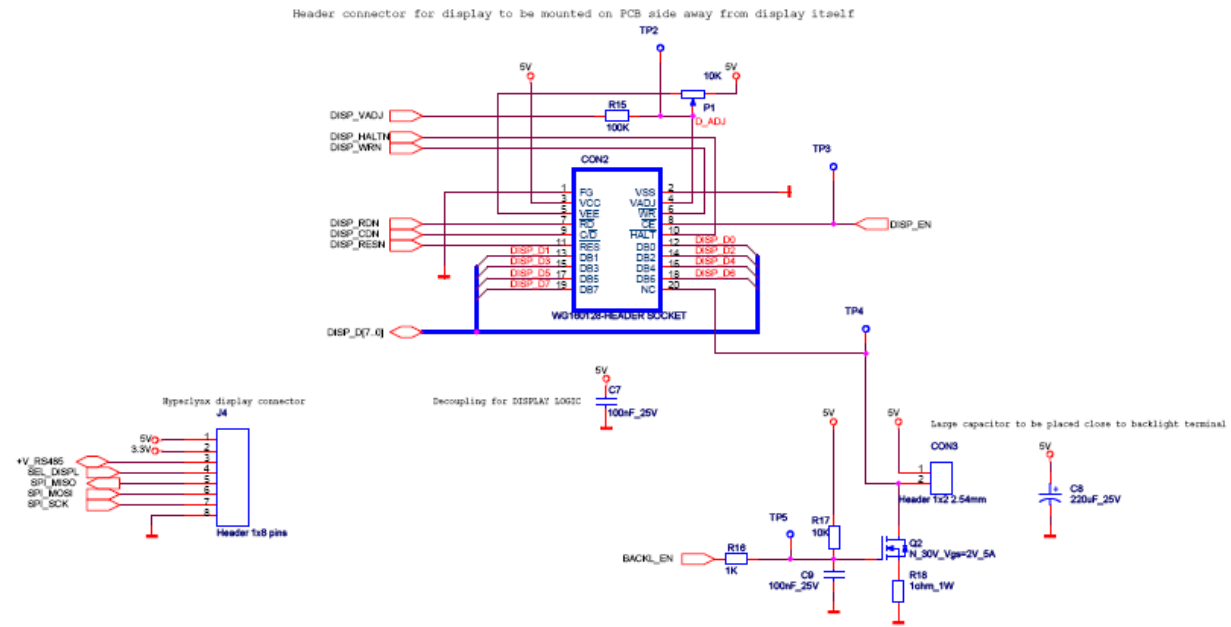 Header connector for display to be mounted on PCB side away from display itself
TP2
5V
10K
5V
R15
P1
DISP_VADJ
100K
D_ADJ
DISP_HALTN
DISP_WRN
TP3
CON2
1 FG VSS 2
3 VCC VADJ 4
5 VEE WR 6
DISP_RDN 7 RD CE 8 DISP_EN
DISP_CDN 9 C/D HALT 10
DISP_RESN 11 RES DB0 12 DISP_D0
DISP_D1 13 DB1 DB2 14 DISP_D2
DISP_D3 15 DB3 DB4 16 DISP_D4
DISP_D5 17 DB5 DB6 18 DISP_D6
DISP_D7 19 DB7 NC 20
WG160128-HEADER SOCKET
TP4
DISP_D[7..0]
5V
C7
Hyperlynx display connector
Decoupling for DISPLAY LOGIC
100nF_25V
J4
5V
5V
Large capacitor to be placed close to backlight terminal
5V 1
3.3V 2
+V_RS485 3
SEL_DISPL 4
SPI_MISO 5
SPI_MOSI 6
SPI_SCK 7
8
Header 1x8 pins
CON3
1
2
Header 1x2 2.54mm
5V
C8
+
220uF_25V
TP5
R17
10K
BACKL_EN
R16
1K
Q2
N_30V_Vgs=2V_5A
C9
100nF_25V
R18
1ohm_1W